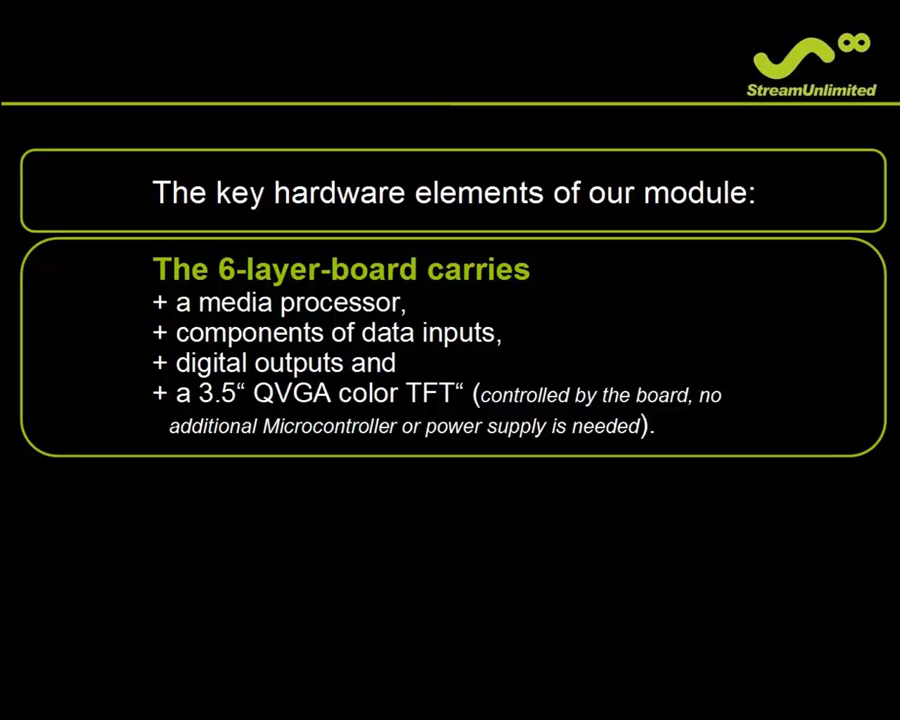 StreamUnlimited
The key hardware elements of our module:
The 6-layer-board carries
+ a media processor,
+ components of data inputs,
+ digital outputs and
+ a 3.5“ QVGA color TFT“ (controlled by the board, no
additional Microcontroller or power supply is needed).